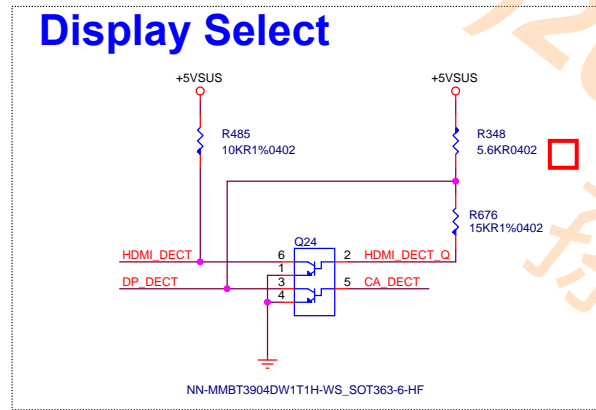 Display Select
+5VSUS
+5VSUS
R485
10KR1%0402
R348
5.6KR0402
R676
15KR1%0402
Q24
HDMI_DECT
6
2
HDMI_DECT_Q
1
DP_DECT
3
5
CA_DECT
4
NN-MMBT3904DW1T1H-WS_SOT363-6-HF